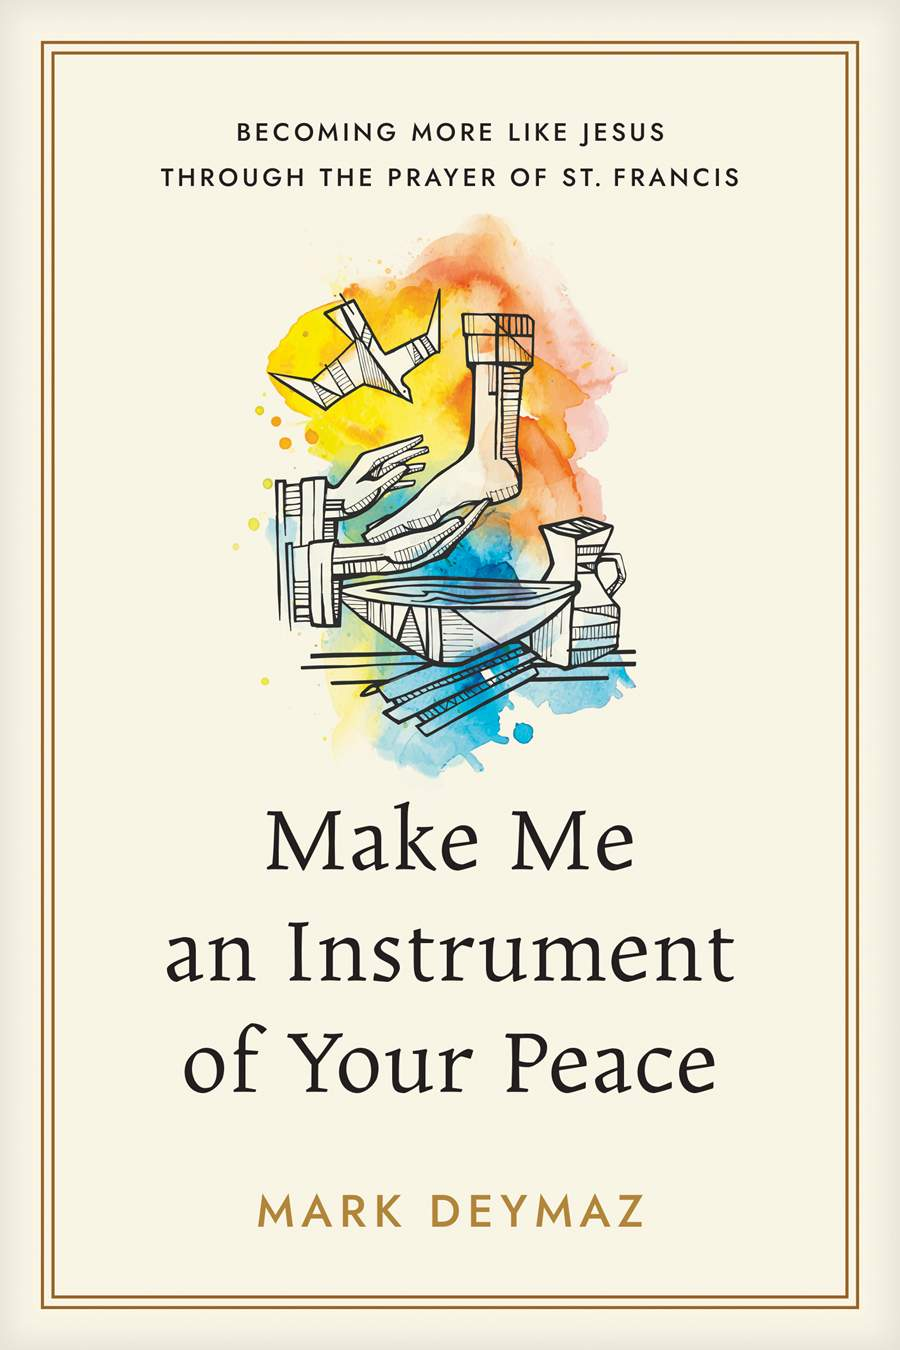 BECOMING MORE LIKE JESUS
THROUGH THE PRAYER OF ST. FRANCIS
Make Me
an Instrument
of Your Peace
MARK DEYMAZ